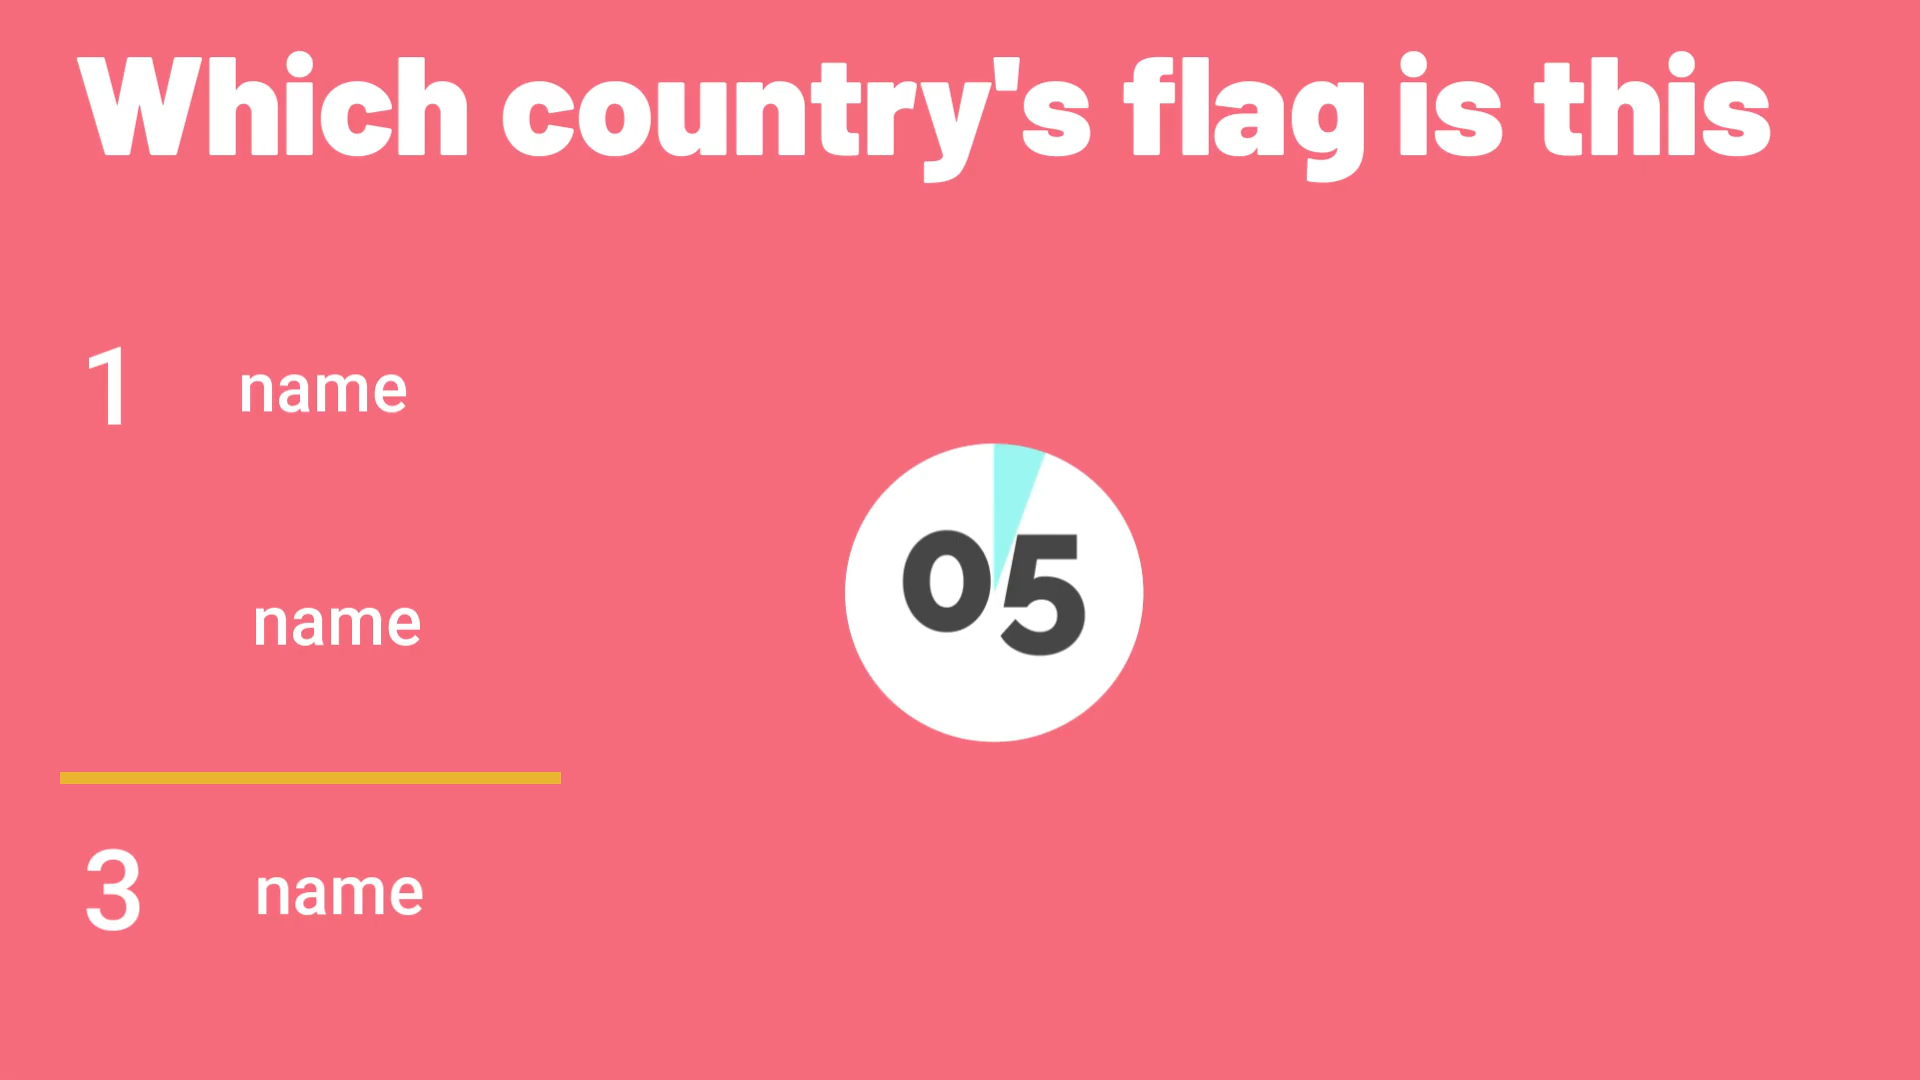 Which country's flag is this
1 name
name
05
3 name